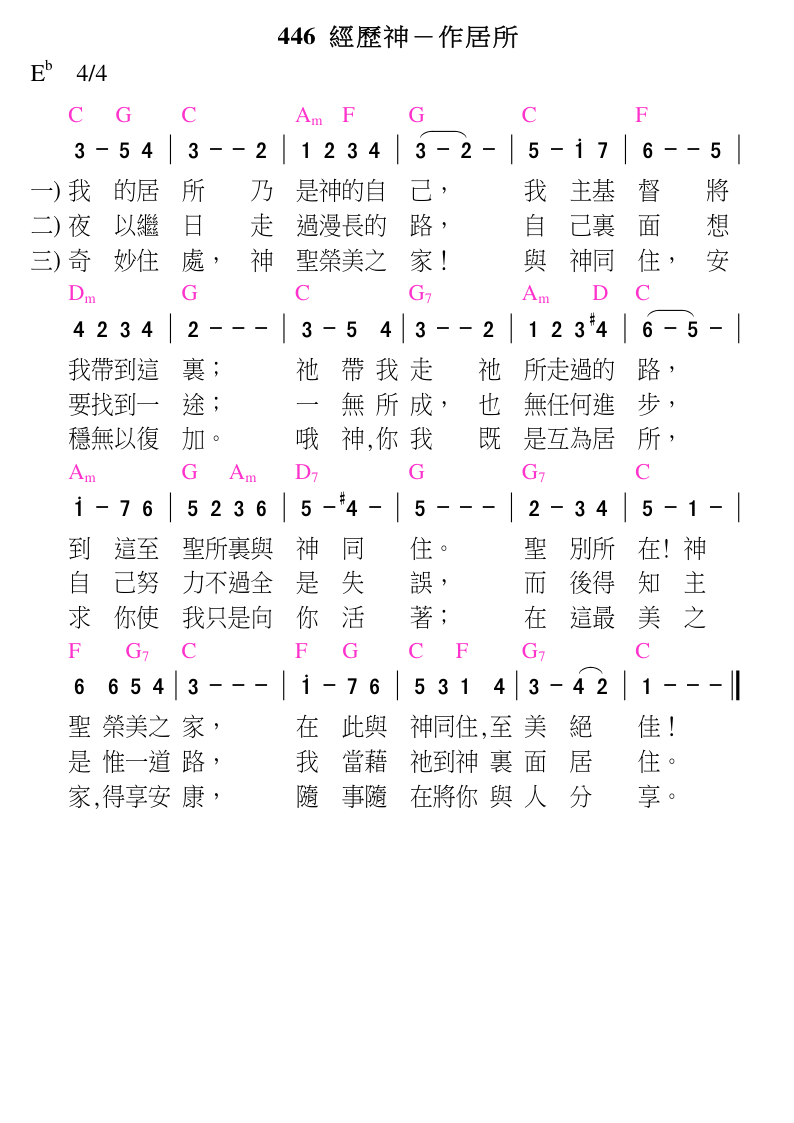 446 經歷神－作居所
E♭ 4/4
C G C Am F G C F
3 － 5 4 | 3 － － 2 | 1 2 3 4 | 3 － 2 － | 5 － i 7 | 6 － － 5 |
一) 我 的居 所 乃 是神的自 己， 我 主基 督 將
二) 夜 以繼 日 走 過漫長的 路， 自 己裏 面 想
三) 奇 妙住 處， 神 聖榮美之 家！ 與 神同 住， 安
Dm G C G7 Am D C
4 2 3 4 | 2 － － － | 3 － 5 4 | 3 － － 2 | 1 2 3 #4 | 6 － 5 － |
我帶到這 裏； 祂 帶 我 走 祂 所走過的 路，
要找到一 途； 一 無 所 成， 也 無任何進 步，
穩無以復 加。 哦 神,你 我 既 是互為居 所，
Am G Am D7 G G7 C
i － 7 6 | 5 2 3 6 | 5 － #4 － | 5 － － － | 2 － 3 4 | 5 － 1 － |
到 這至 聖所裏與 神 同 住。 聖 別所 在! 神
自 己努 力不過全 是 失 誤， 而 後得 知 主
求 你使 我只是向 你 活 著； 在 這最 美 之
F G7 C F G C F G7 C
6 6 5 4 | 3 － － － | i － 7 6 | 5 3 1 4 | 3 － 4 2 | 1 － － － ‖
聖 榮美之 家， 在 此與 神同住,至 美 絕 佳！
是 惟一道 路， 我 當藉 祂到神 裏 面 居 住。
家,得享安 康， 隨 事隨 在將你 與 人 分 享。